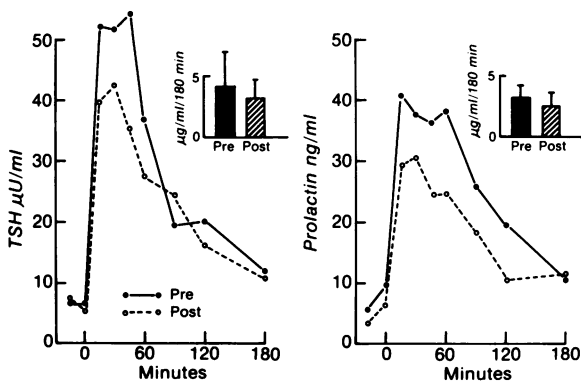 50
40
30
20
10
0
TSH μU/ml
5
0
μg/ml/180 min
Pre Post
Pre
Post
0 60 120 180
Minutes
50
40
30
20
10
0
Prolactin ng/ml
5
0
μg/ml/180 min
Pre Post
0 60 120 180
Minutes